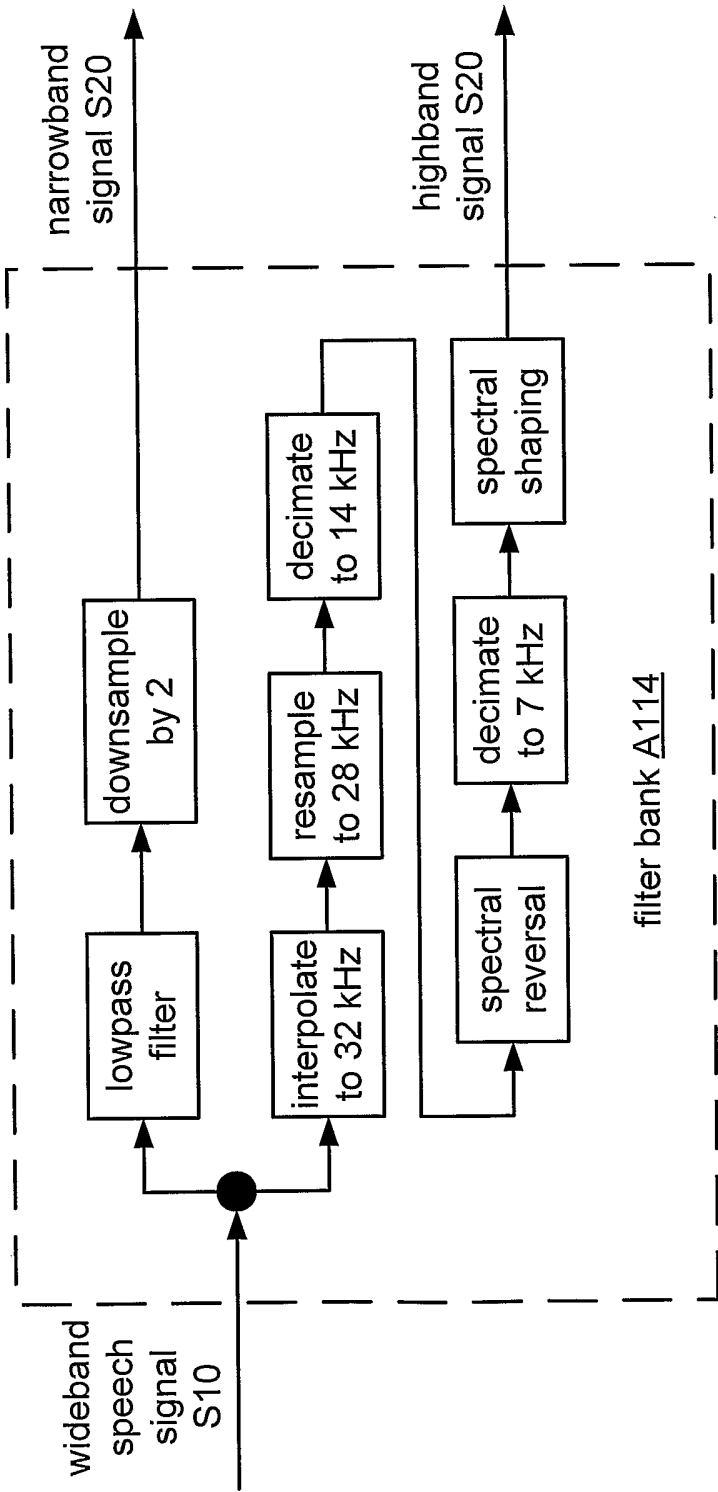 wideband
speech
signal
S10
lowpass
filter
downsample
by 2
narrowband
signal S20
interpolate
to 32 kHz
resample
to 28 kHz
decimate
to 14 kHz
spectral
reversal
decimate
to 7 kHz
spectral
shaping
highband
signal S20
filter bank A114